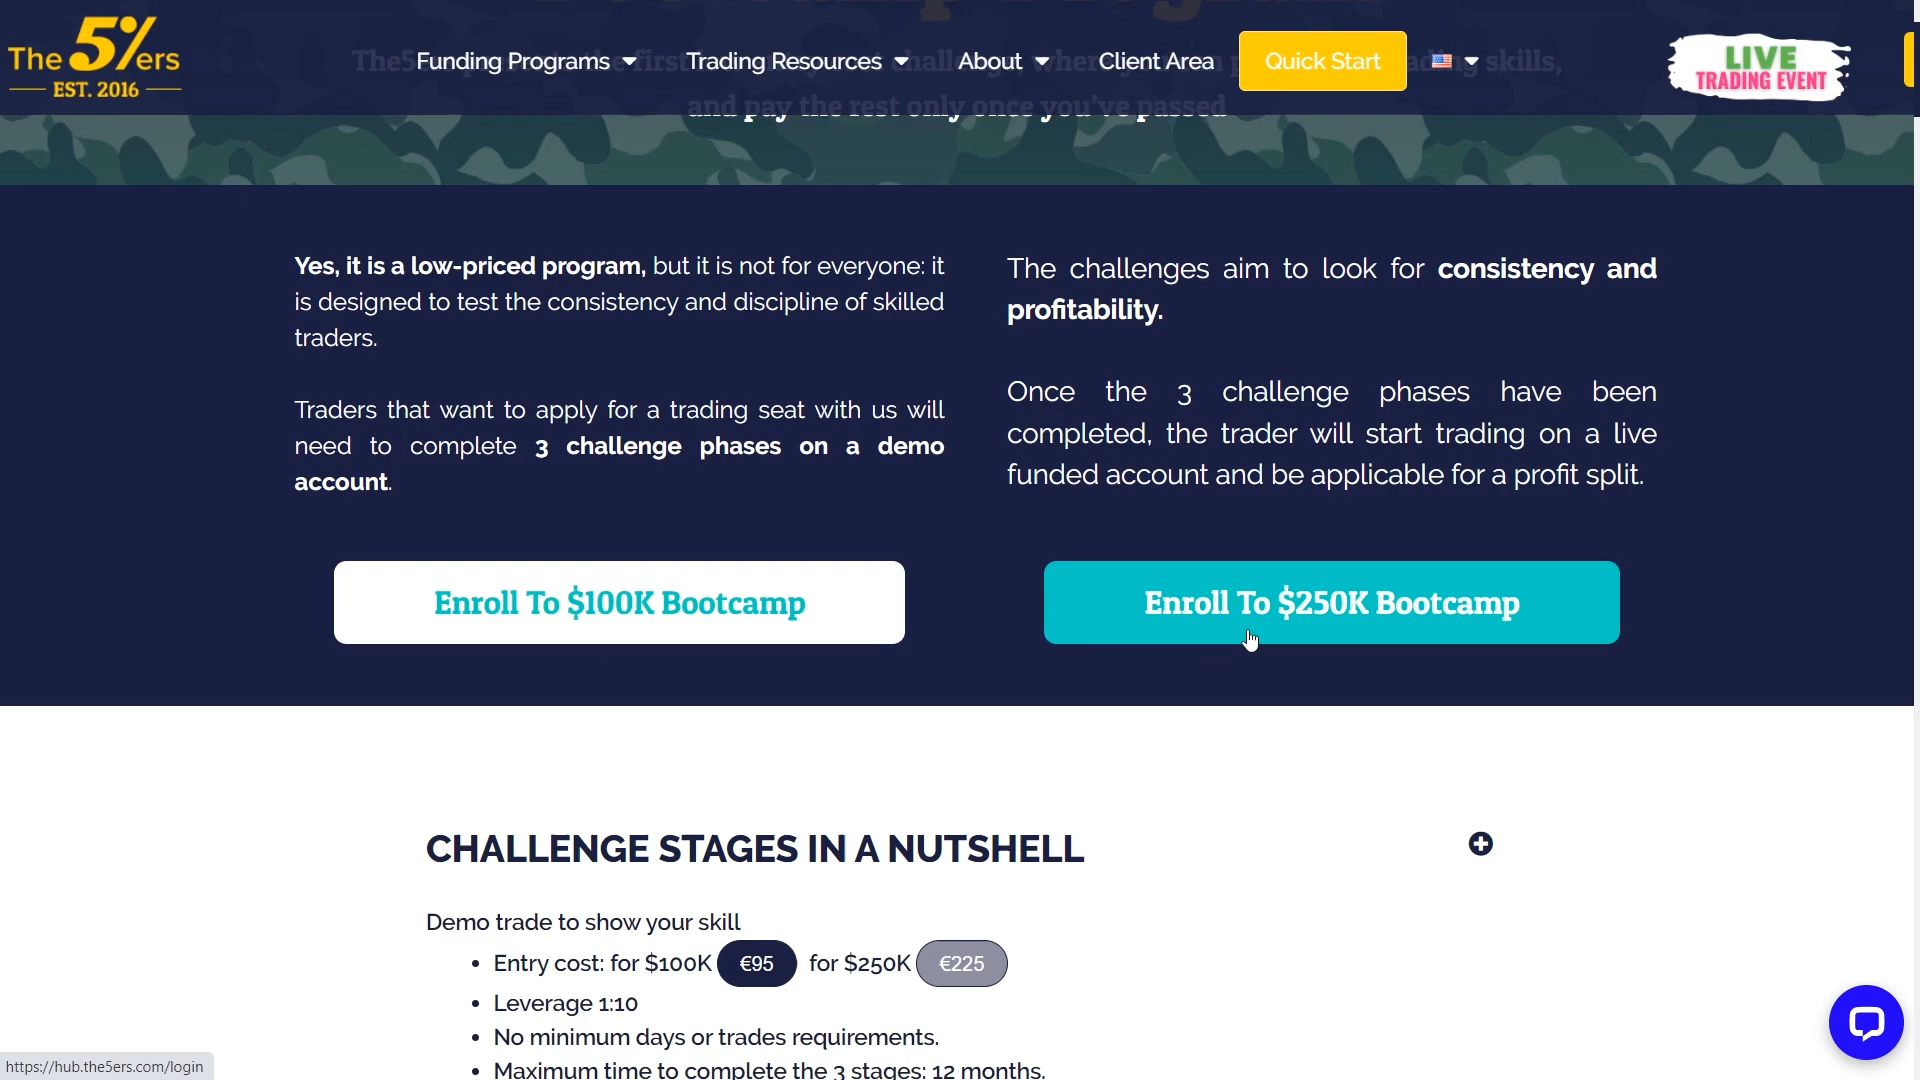 The 5%ers
EST. 2016
Funding Programs
Trading Resources
About
Client Area
Quick Start
LIVE
TRADING EVENT
and pay the rest only once you've passed
Yes, it is a low-priced program, but it is not for everyone: it
is designed to test the consistency and discipline of skilled
traders.
Traders that want to apply for a trading seat with us will
need to complete 3 challenge phases on a demo
account.
The challenges aim to look for consistency and
profitability.
Once the 3 challenge phases have been
completed, the trader will start trading on a live
funded account and be applicable for a profit split.
Enroll To $100K Bootcamp
Enroll To $250K Bootcamp
CHALLENGE STAGES IN A NUTSHELL
Demo trade to show your skill
• Entry cost: for $100K €95 for $250K €225
• Leverage 1:10
• No minimum days or trades requirements.
• Maximum time to complete the 3 stages: 12 months.
https://hub.the5ers.com/login